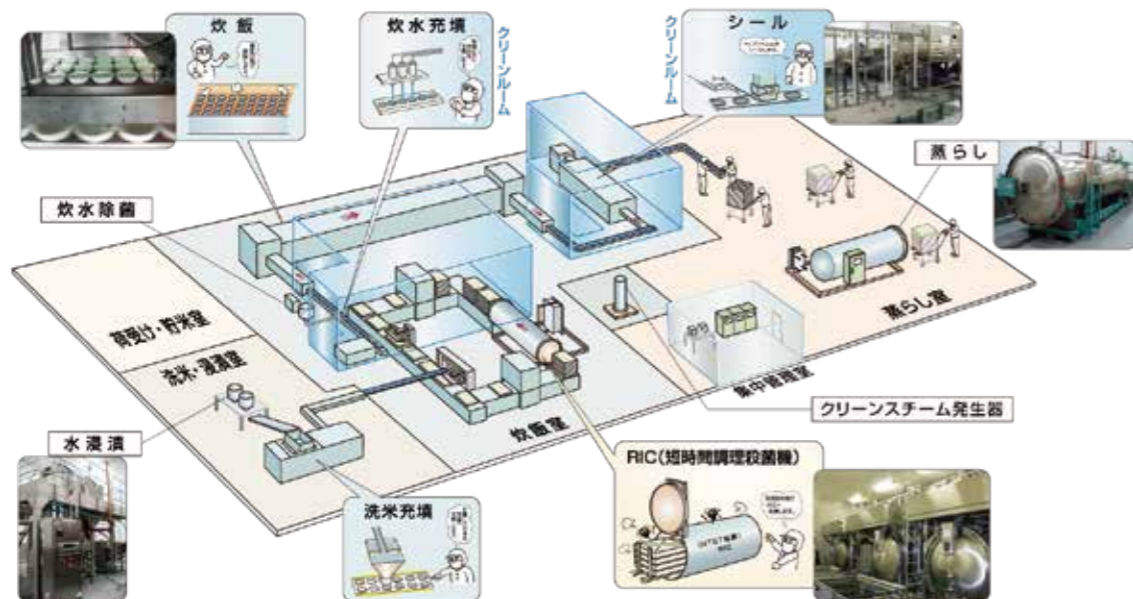 炊飯
炊水充填
クリーンルーム
シール
クリーンルーム
蒸らし
炊水除菌
荷受け・貯米室
洗米・浸漬室
水浸漬
炊飯室
集中管理室
蒸らし室
クリーンスチーム発生器
洗米充填
RIC(短時間調理殺菌機)
RIC